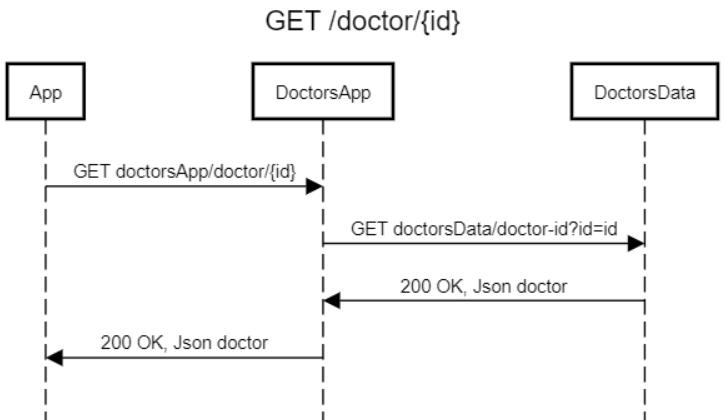 GET /doctor/{id}
App
DoctorsApp
DoctorsData
GET doctorsApp/doctor/{id}
GET doctorsData/doctor-id?id=id
200 OK, Json doctor
200 OK, Json doctor